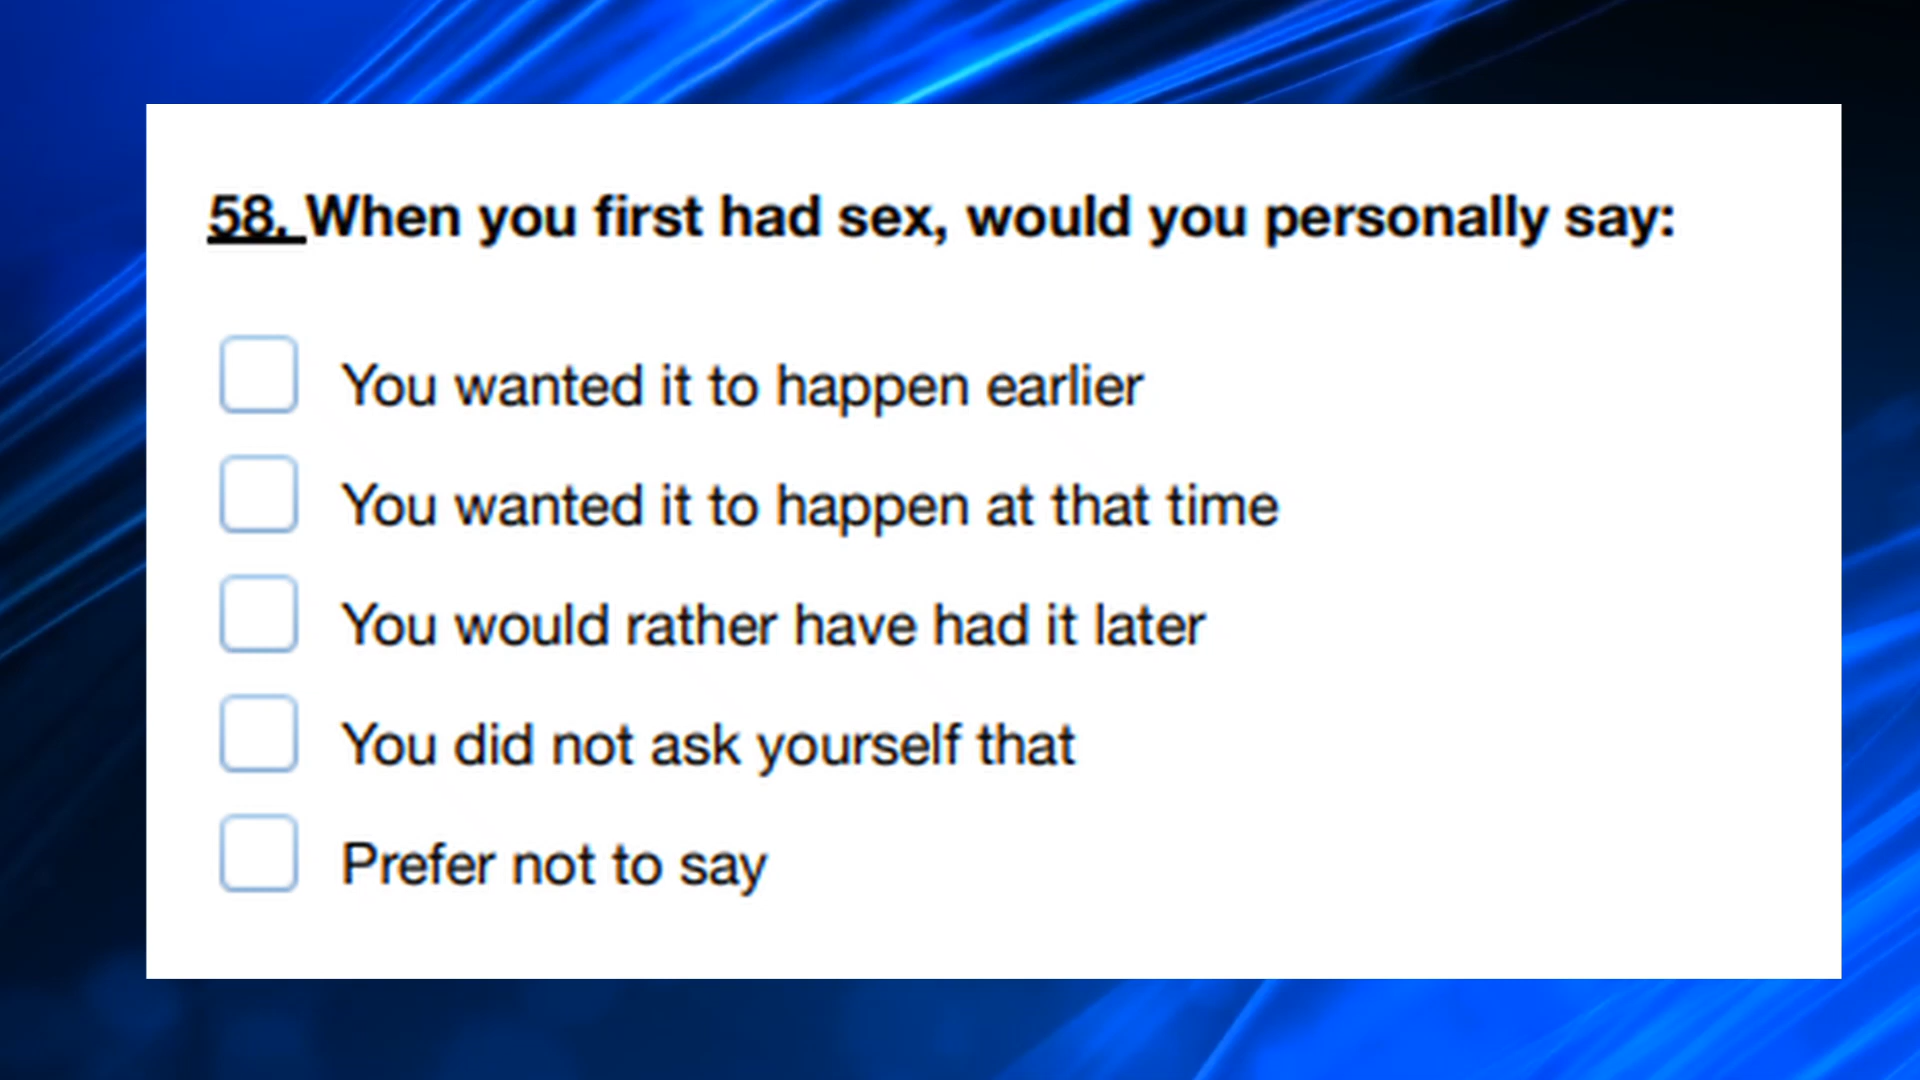 58. When you first had sex, would you personally say:
You wanted it to happen earlier
You wanted it to happen at that time
You would rather have had it later
You did not ask yourself that
Prefer not to say